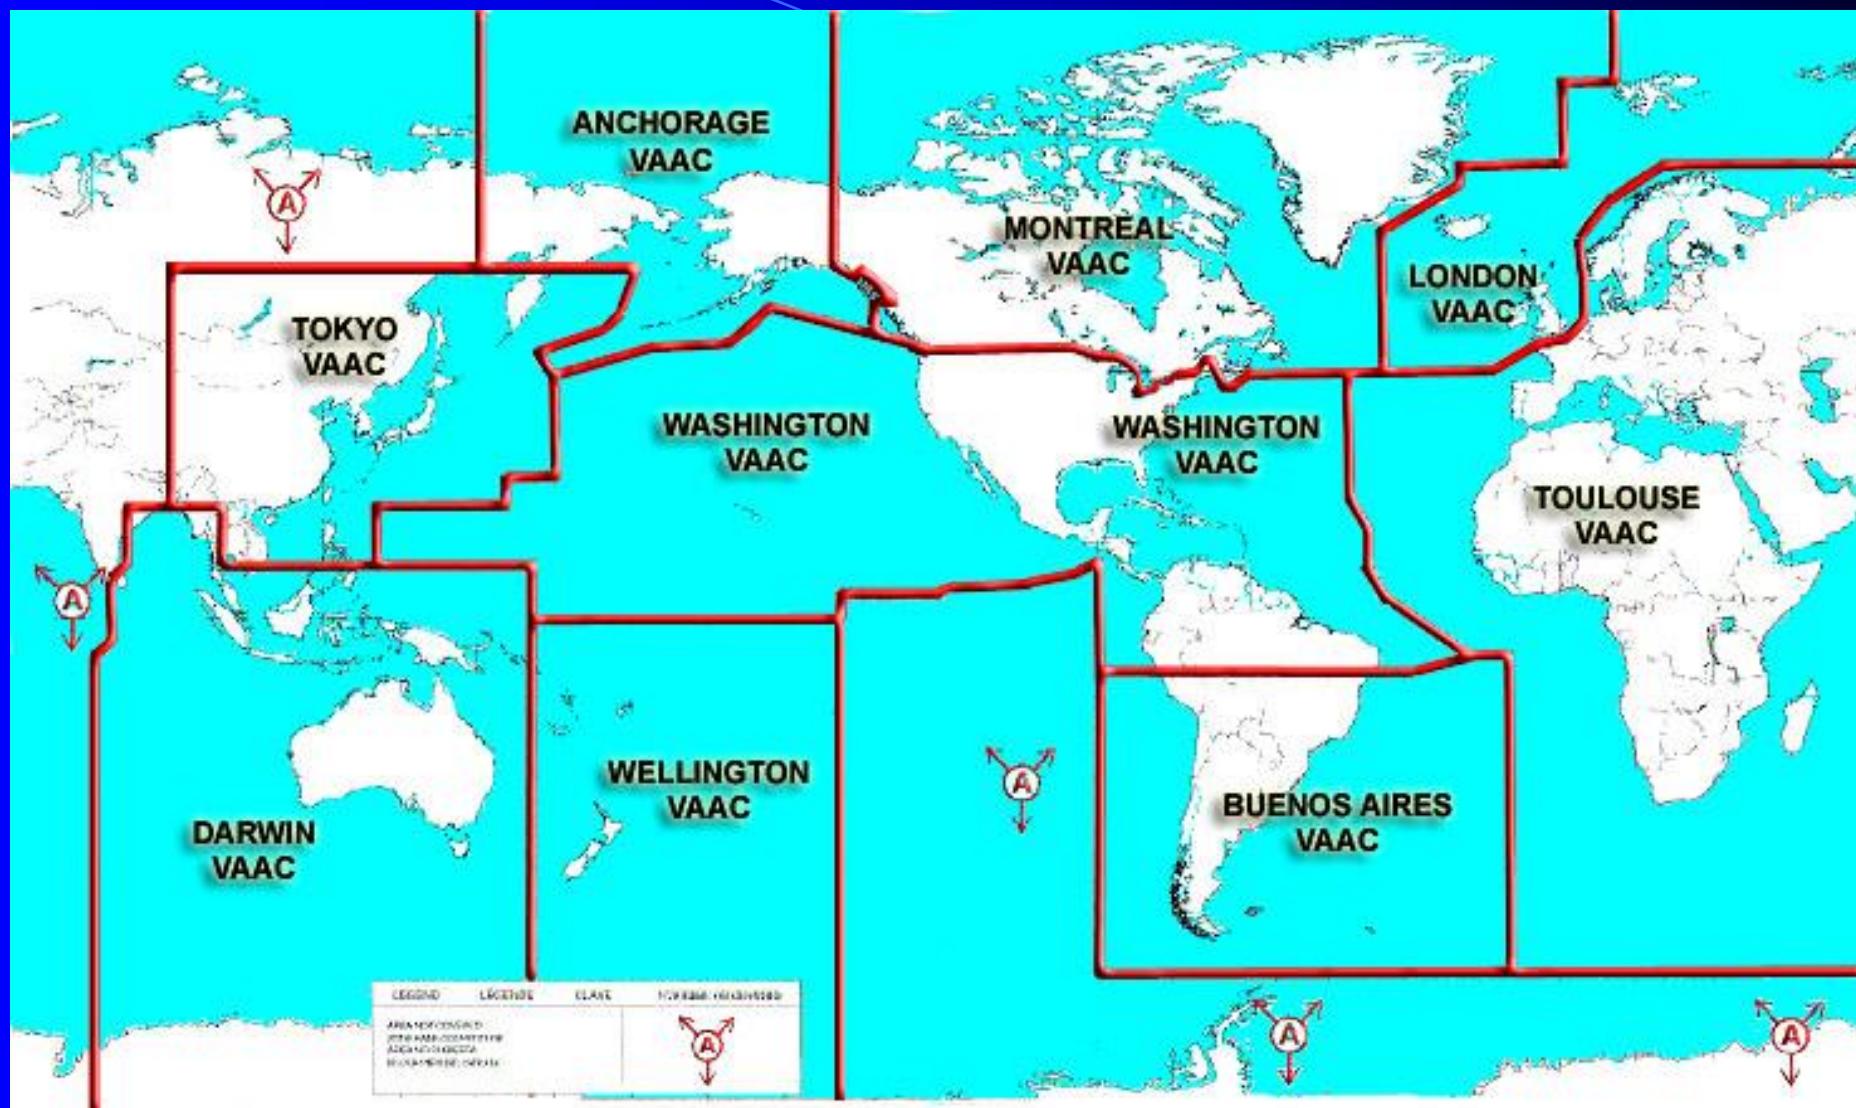 ANCHORAGE
VAAC
A
MONTREAL
VAAC
LONDON
VAAC
TOKYO
VAAC
WASHINGTON
VAAC
WASHINGTON
VAAC
TOULOUSE
VAAC
A
WELLINGTON
VAAC
A
BUENOS AIRES
VAAC
DARWIN
VAAC
LEGEND LÉGENDE CLAVE
A
A
A